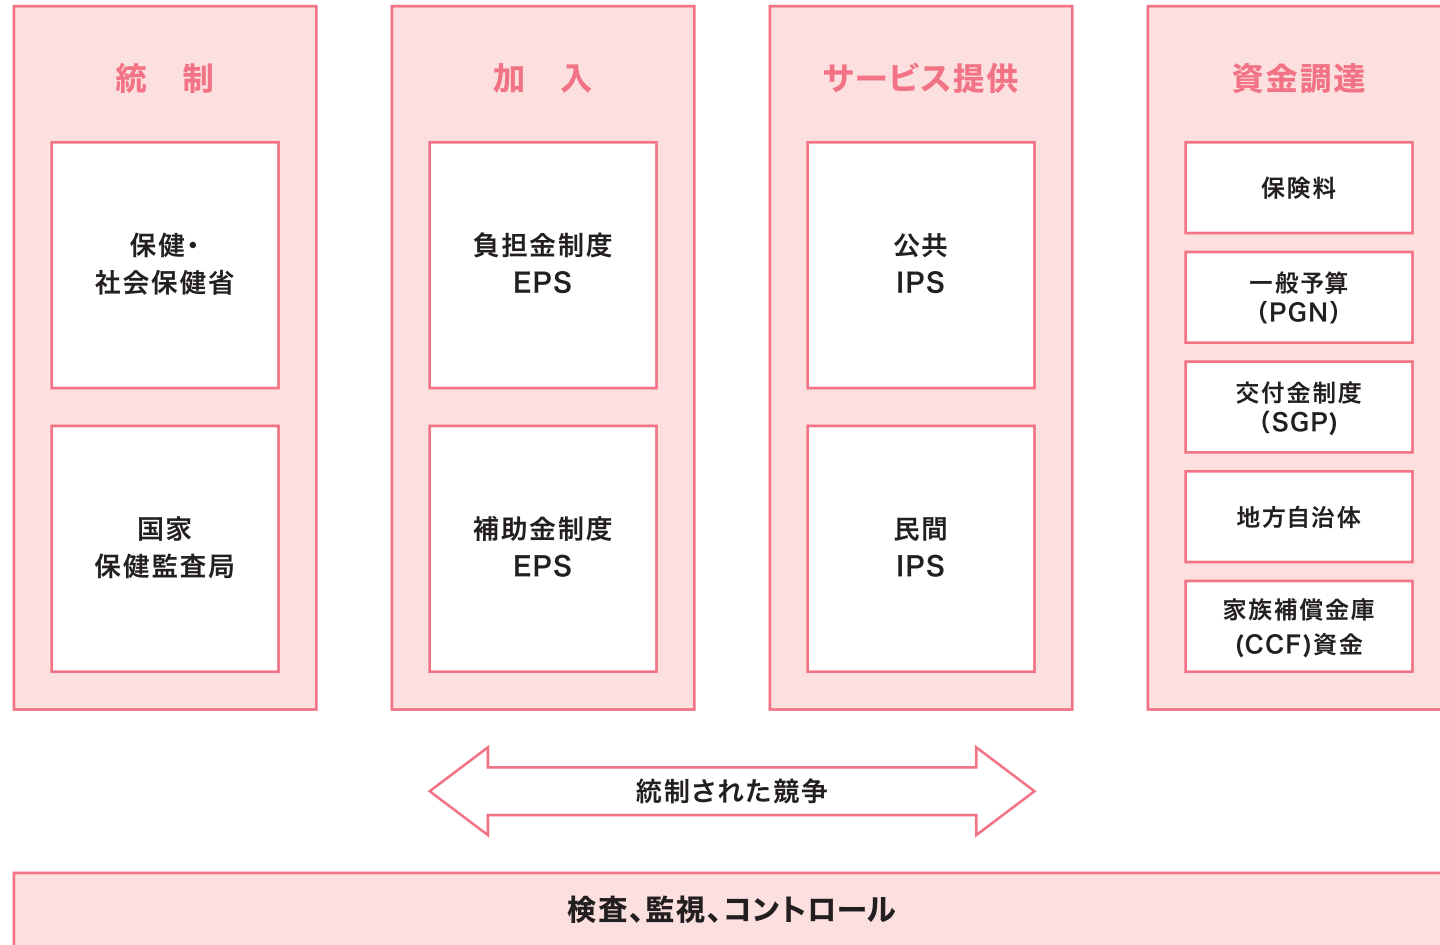 統　制
保健・
社会保健省
国家
保健監査局
加　入
負担金制度
EPS
補助金制度
EPS
サービス提供
公共
IPS
民間
IPS
資金調達
保険料
一般予算
（PGN）
交付金制度
（SGP)
地方自治体
家族補償金庫
(CCF)資金
統制された競争
検査、監視、コントロール